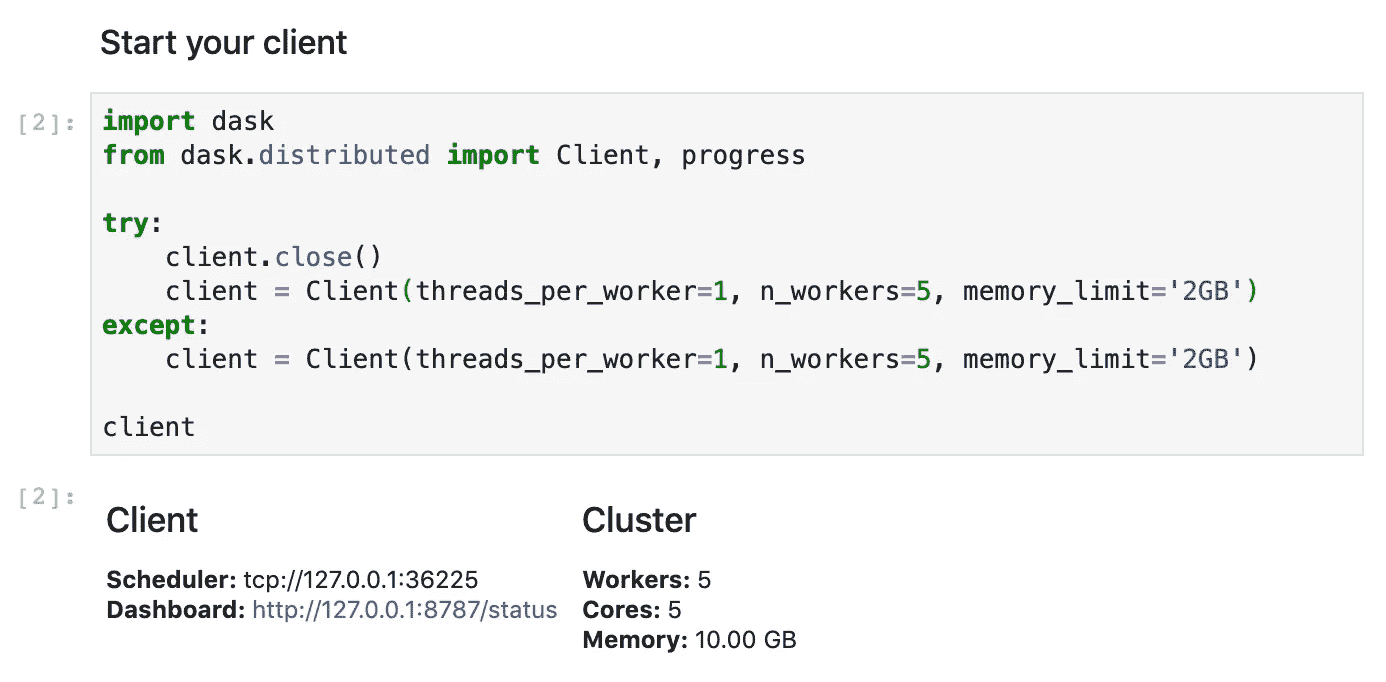 Start your client
[2]:
import dask
from dask.distributed import Client, progress
try:
    client.close()
    client = Client(threads_per_worker=1, n_workers=5, memory_limit='2GB')
except:
    client = Client(threads_per_worker=1, n_workers=5, memory_limit='2GB')
client
[2]:
Client
Scheduler: tcp://127.0.0.1:36225
Dashboard: http://127.0.0.1:8787/status
Cluster
Workers: 5
Cores: 5
Memory: 10.00 GB